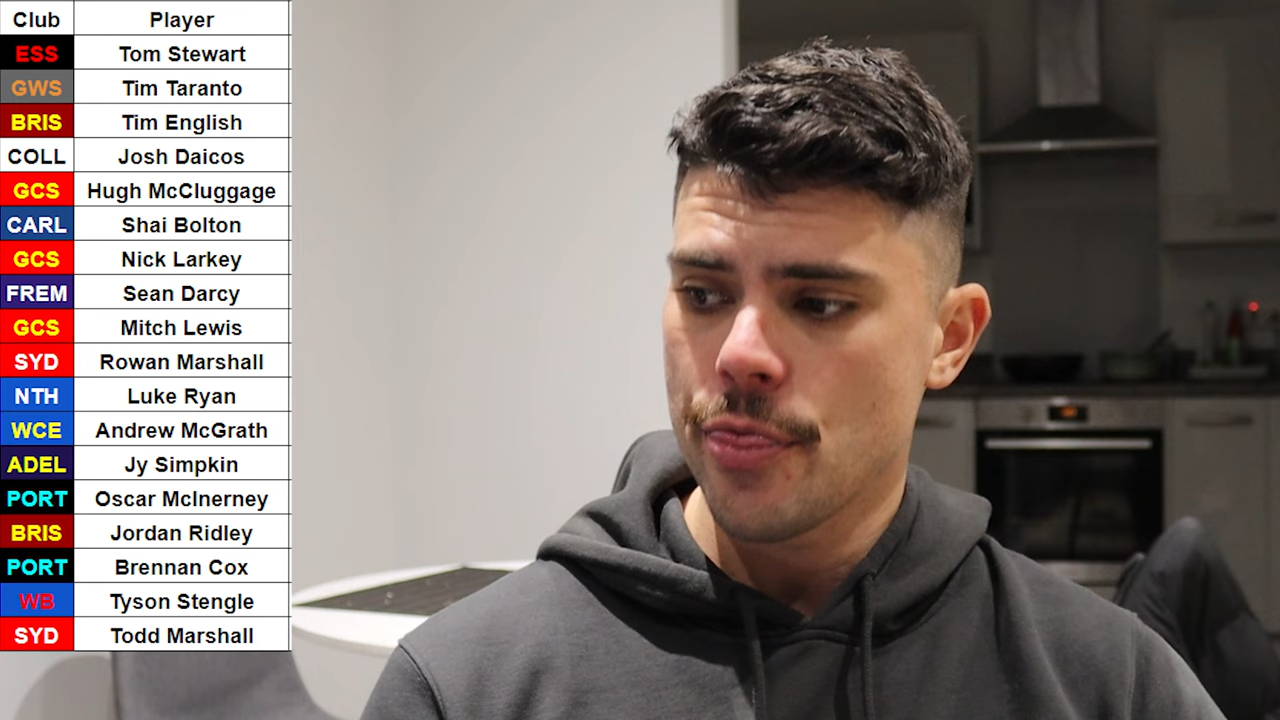 Club Player
ESS Tom Stewart
GWS Tim Taranto
BRIS Tim English
COLL Josh Daicos
GCS Hugh McCluggage
CARL Shai Bolton
GCS Nick Larkey
FREM Sean Darcy
GCS Mitch Lewis
SYD Rowan Marshall
NTH Luke Ryan
WCE Andrew McGrath
ADEL Jy Simpkin
PORT Oscar McInerney
BRIS Jordan Ridley
PORT Brennan Cox
WB Tyson Stengle
SYD Todd Marshall